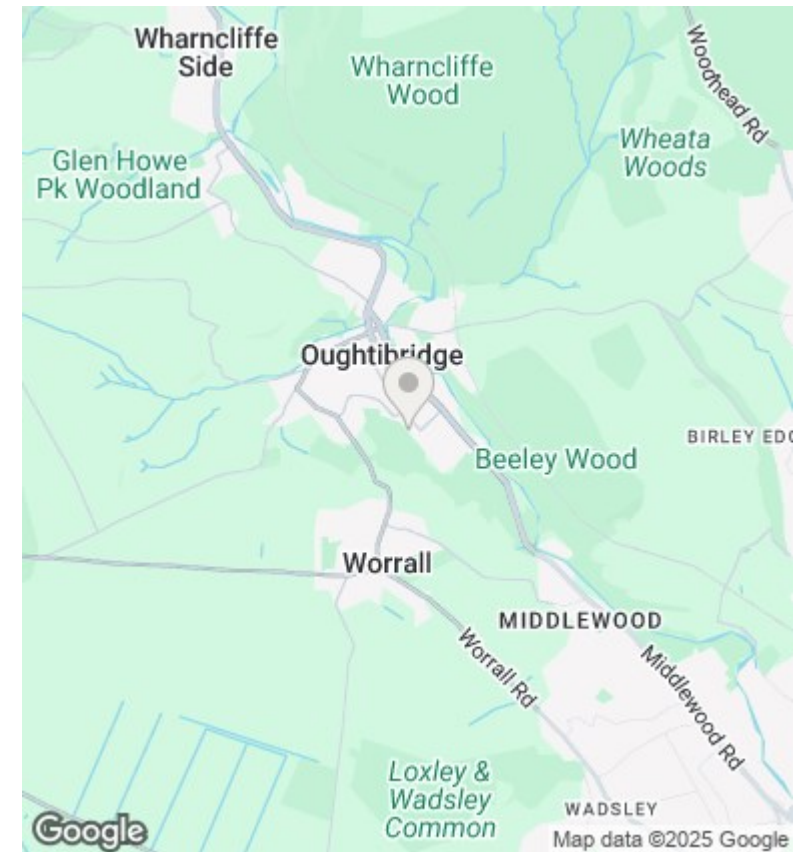 Wharncliffe
Side
Wharncliffe
Wood
Woodhead Rd
Wheata
Woods
Glen Howe
Pk Woodland
Oughtibridge
BIRLEY EDG
Beeley Wood
Worrall
MIDDLEWOOD
Worrall Rd
Middlewood Rd
Loxley &
Wadsley
Common
WADSLEY
Google
Map data ©2025 Google